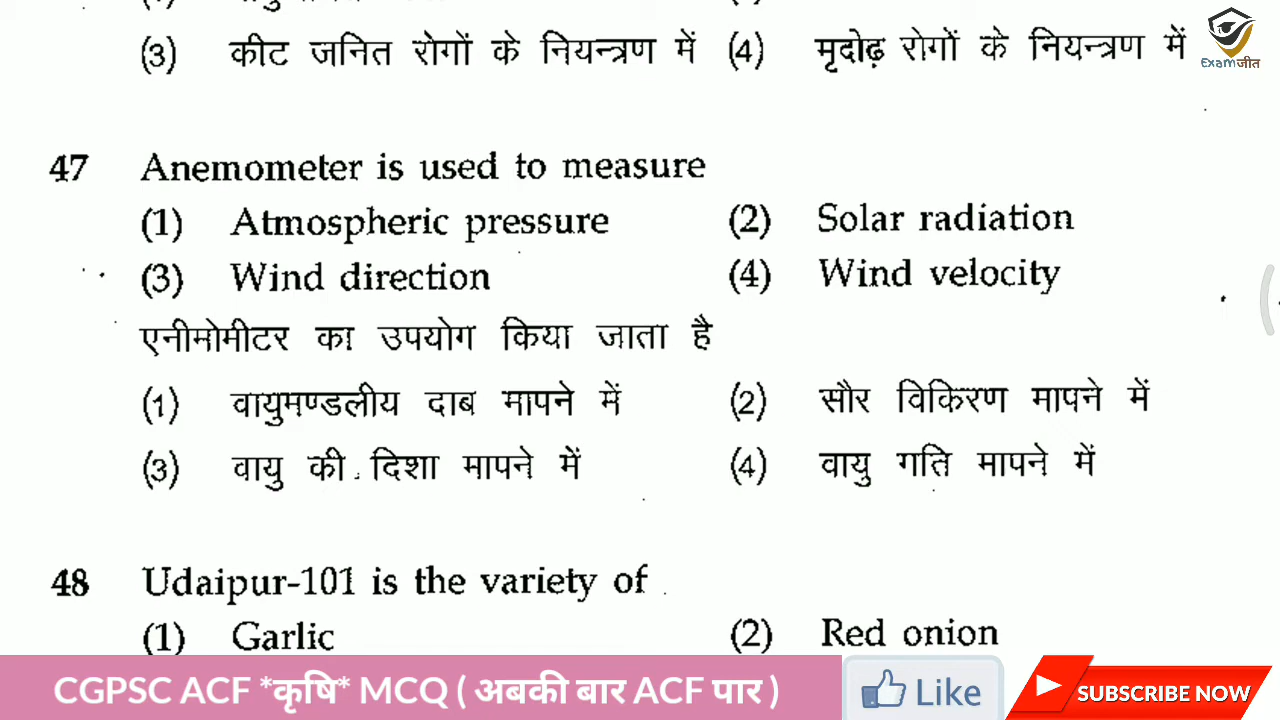 (3) कीट जनित रोगों के नियन्त्रण में (4) मृदोढ़ रोगों के नियन्त्रण में
Examजीत
47 Anemometer is used to measure
(1) Atmospheric pressure (2) Solar radiation
(3) Wind direction (4) Wind velocity
एनीमोमीटर का उपयोग किया जाता है
(1) वायुमण्डलीय दाब मापने में (2) सौर विकिरण मापने में
(3) वायु की दिशा मापने में (4) वायु गति मापने में
48 Udaipur-101 is the variety of
(1) Garlic (2) Red onion
CGPSC ACF *कृषि* MCQ ( अबकी बार ACF पार )
Like
SUBSCRIBE NOW